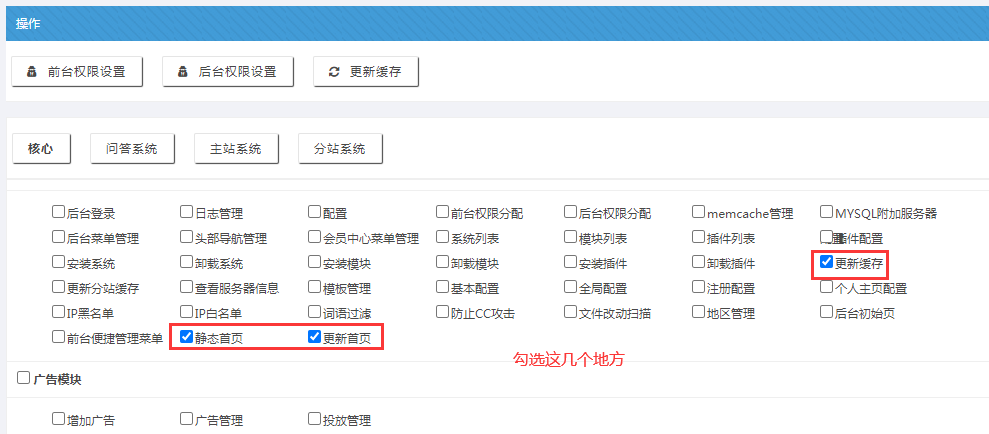 操作
前台权限设置 后台权限设置 更新缓存
核心 问答系统 主站系统 分站系统
后台登录 日志管理 配置 前台权限分配 后台权限分配 memcache管理 MYSQL附加服务器
后台菜单管理 头部导航管理 会员中心菜单管理 系统列表 模块列表 插件列表 插件配置
安装系统 卸载系统 安装模块 卸载模块 安装插件 卸载插件 更新缓存
更新分站缓存 查看服务器信息 模板管理 基本配置 全局配置 注册配置 个人主页配置
IP黑名单 IP白名单 词语过滤 防止CC攻击 文件改动扫描 地区管理 后台初始页
前台便捷管理菜单 静态首页 更新首页
勾选这几个地方
广告模块
增加广告 广告管理 投放管理